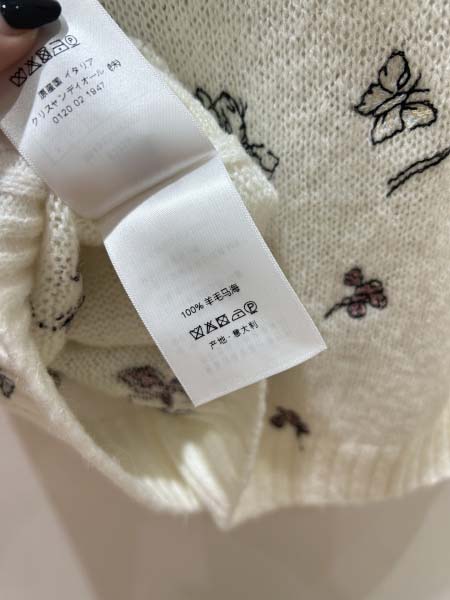 原産国 イタリア
クリスチャンディオール (株)
0120.02.1947
100% 羊毛马海
产地·意大利